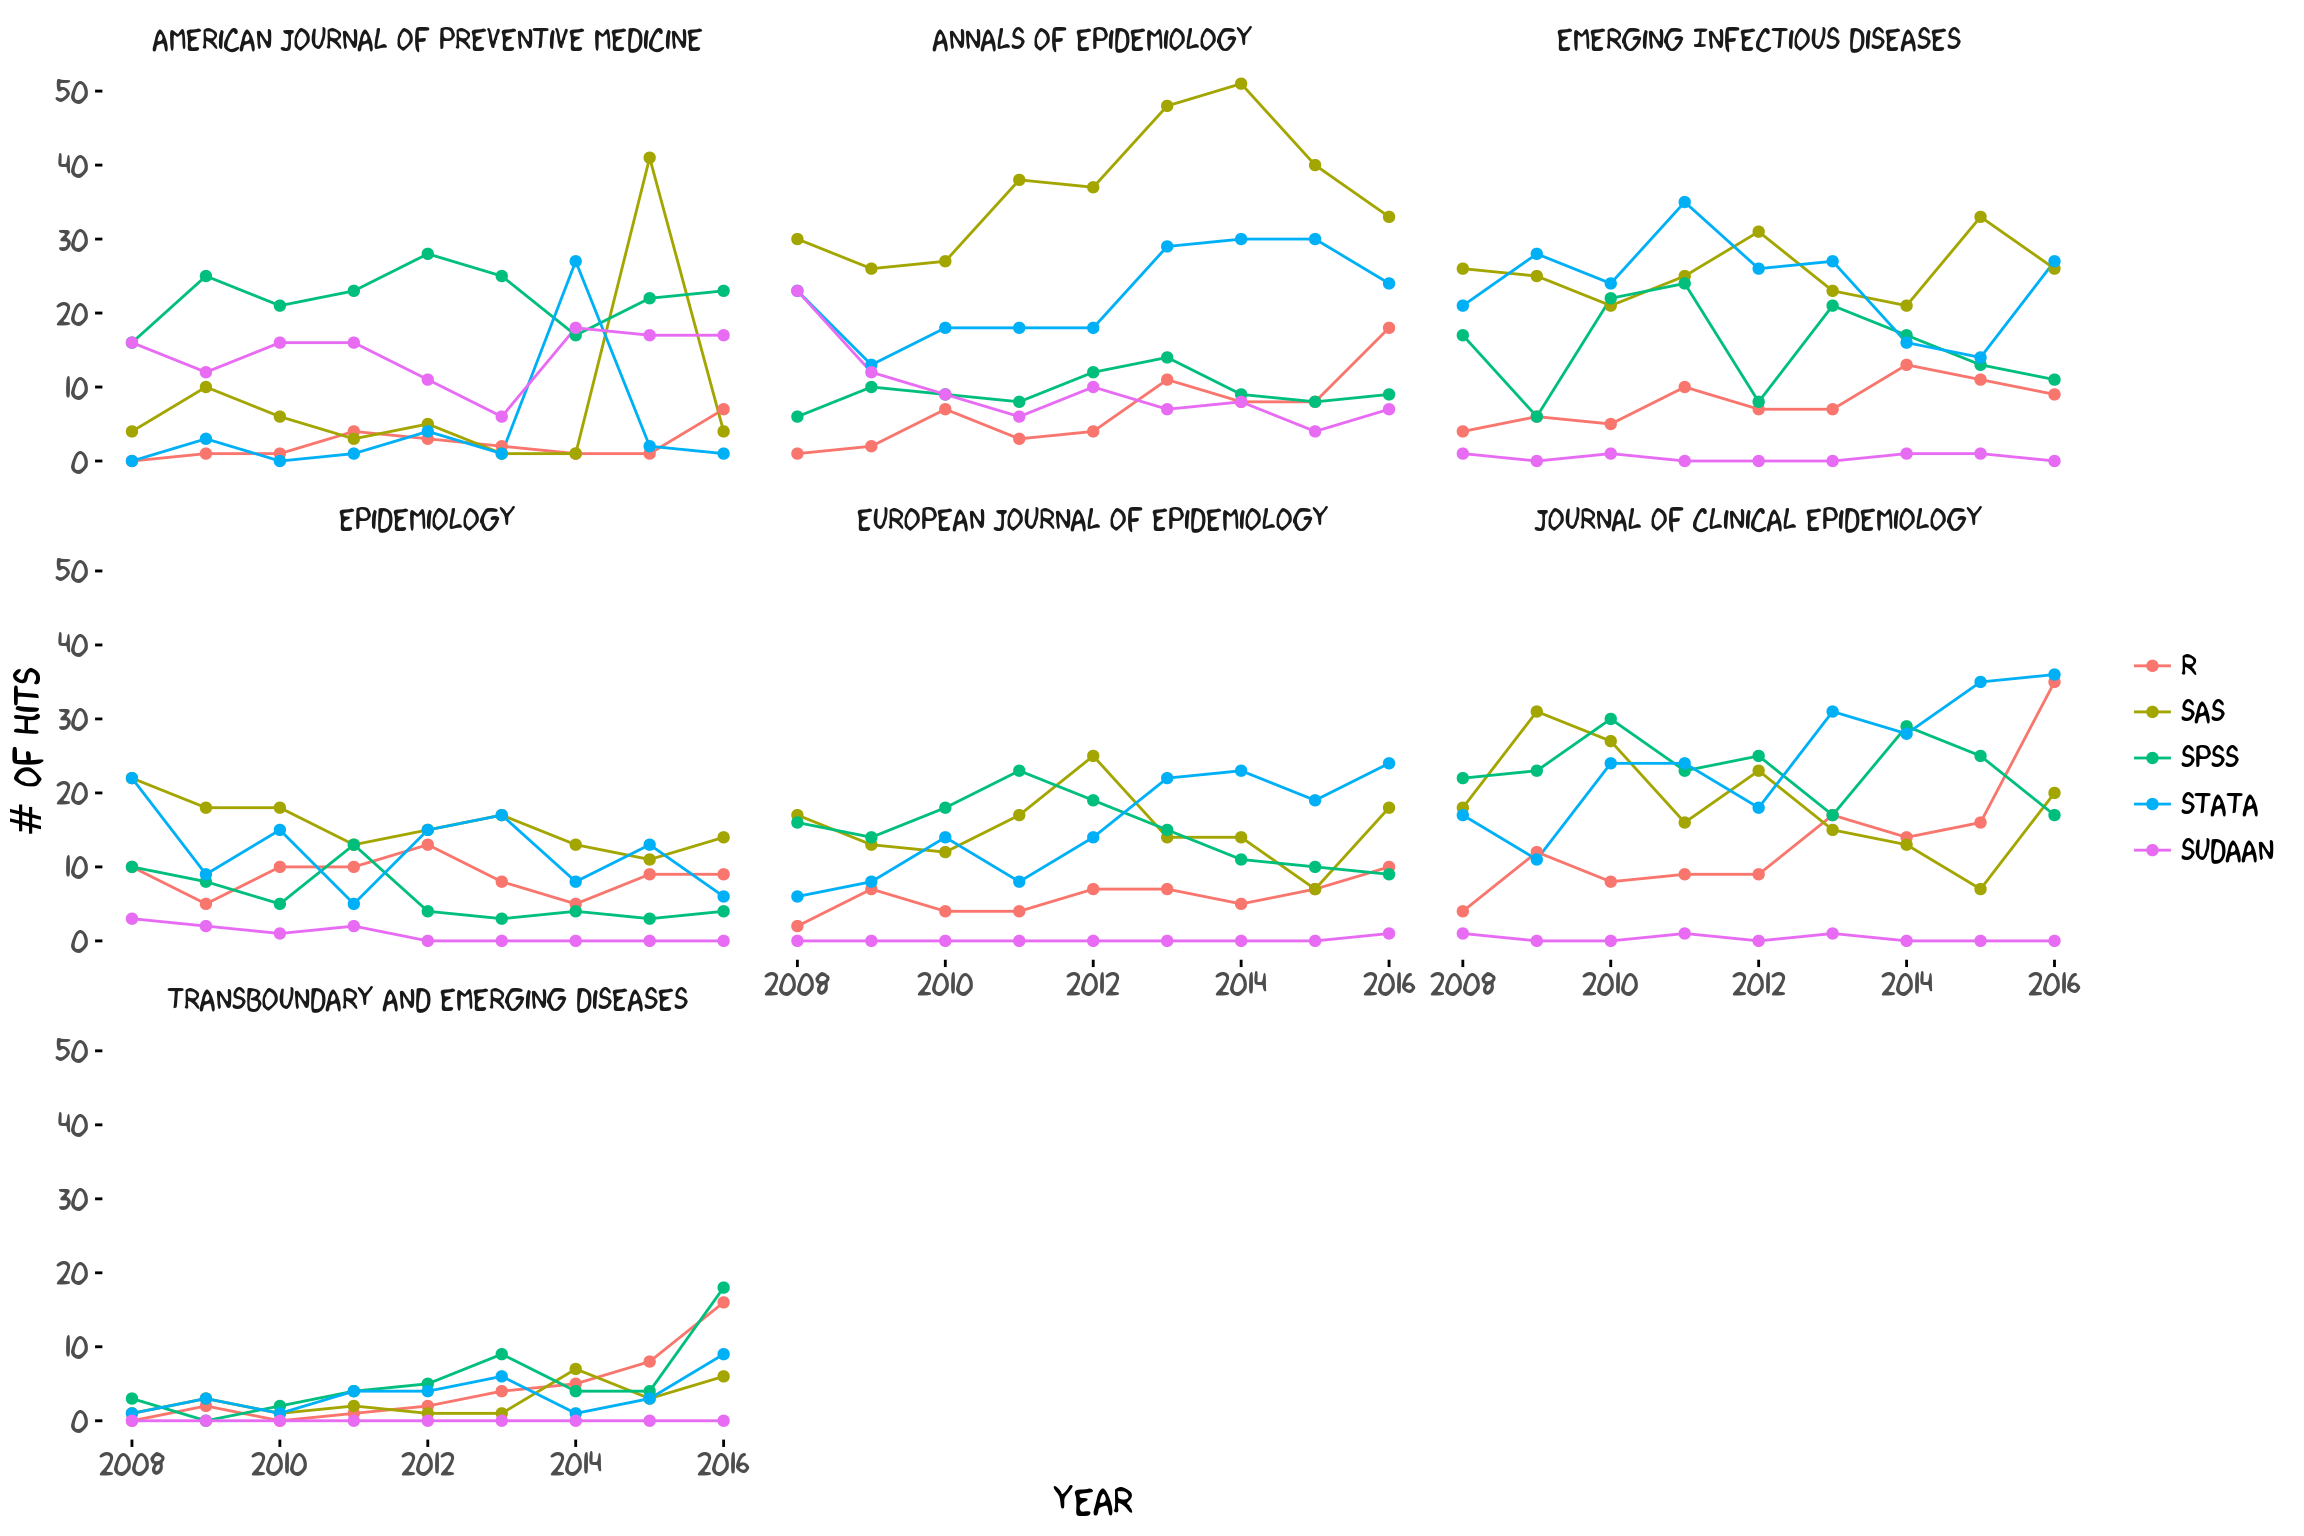 AMERICAN JOURNAL OF PREVENTIVE MEDICINE
ANNALS OF EPIDEMIOLOGY
EMERGING INFECTIOUS DISEASES
50
40
30
20
10
0
EPIDEMIOLOGY
EUROPEAN JOURNAL OF EPIDEMIOLOGY
JOURNAL OF CLINICAL EPIDEMIOLOGY
50
40
30
20
10
0
2008 2010 2012 2014 2016
2008 2010 2012 2014 2016
TRANSBOUNDARY AND EMERGING DISEASES
50
40
30
20
10
0
2008 2010 2012 2014 2016
# OF HITS
YEAR
R
SAS
SPSS
STATA
SUDAAN